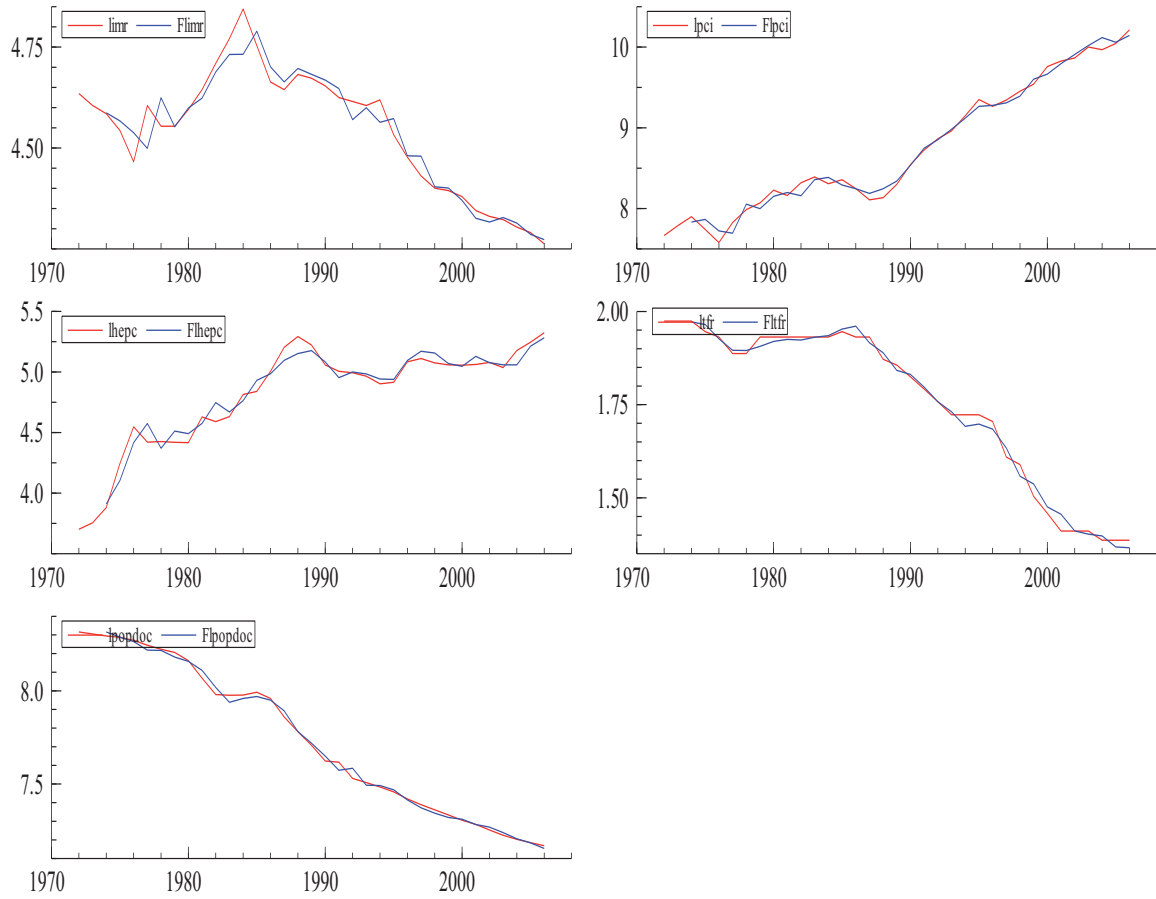 limr Flimr
4.75
4.50
1970 1980 1990 2000
lpci Flpci
10
9
8
1970 1980 1990 2000
lhepc Flhepc
5.5
5.0
4.5
4.0
1970 1980 1990 2000
ltfr Fltfr
2.00
1.75
1.50
1970 1980 1990 2000
lpopdoc Flpopdoc
8.0
7.5
1970 1980 1990 2000